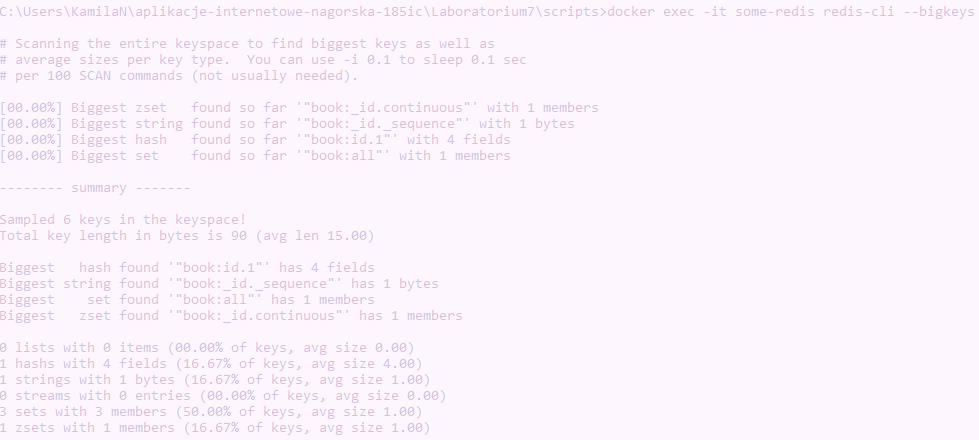 C:\Users\KamilaN\aplikacje-internetowe-nagorska-185ic\Laboratorium7\scripts>docker exec -it some-redis redis-cli --bigkeys
# Scanning the entire keyspace to find biggest keys as well as
# average sizes per key type.  You can use -i 0.1 to sleep 0.1 sec
# per 100 SCAN commands (not usually needed).
[00.00%] Biggest zset   found so far '"book:_id.continuous"' with 1 members
[00.00%] Biggest string found so far '"book:_id._sequence"' with 1 bytes
[00.00%] Biggest hash   found so far '"book:id.1"' with 4 fields
[00.00%] Biggest set    found so far '"book:all"' with 1 members
-------- summary -------
Sampled 6 keys in the keyspace!
Total key length in bytes is 90 (avg len 15.00)
Biggest   hash found '"book:id.1"' has 4 fields
Biggest string found '"book:_id._sequence"' has 1 bytes
Biggest    set found '"book:all"' has 1 members
Biggest   zset found '"book:_id.continuous"' has 1 members
0 lists with 0 items (00.00% of keys, avg size 0.00)
1 hashs with 4 fields (16.67% of keys, avg size 4.00)
1 strings with 1 bytes (16.67% of keys, avg size 1.00)
0 streams with 0 entries (00.00% of keys, avg size 0.00)
3 sets with 3 members (50.00% of keys, avg size 1.00)
1 zsets with 1 members (16.67% of keys, avg size 1.00)